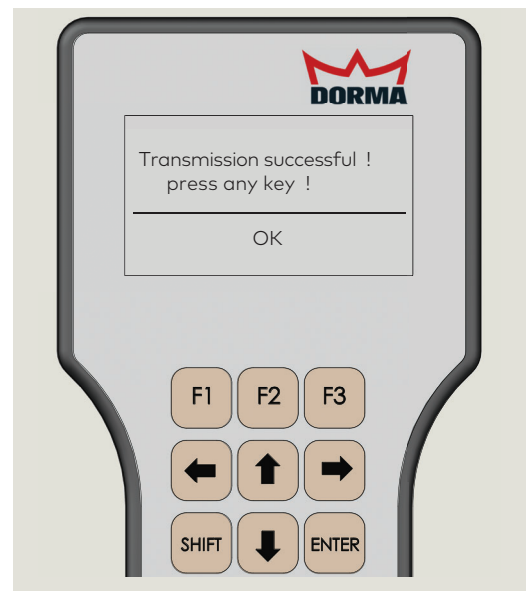 DORMA
Transmission successful !
press any key !
OK
F1 F2 F3
SHIFT ENTER